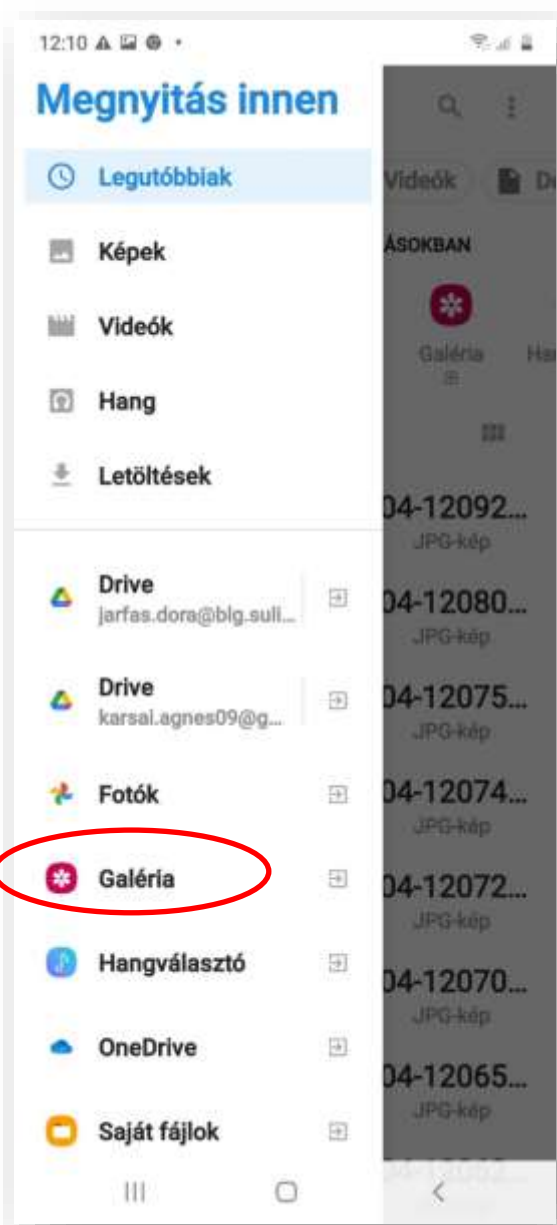 12:10
Megnyitás innen
Legutóbbiak
Képek
Videók
Hang
Letöltések
Drive
jarfas.dora@blg.suli...
Drive
karsai.agnes09@g...
Fotók
Galéria
Hangválasztó
OneDrive
Saját fájlok
Videók
ÁSOKBAN
Galéria
04-12092...
JPG-kép
04-12080...
JPG-kép
04-12075...
JPG-kép
04-12074...
JPG-kép
04-12072...
JPG-kép
04-12070...
JPG-kép
04-12065...
JPG-kép